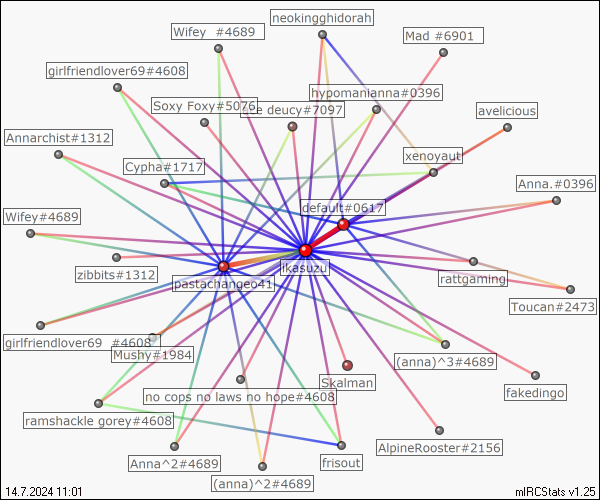 neokingghidorah
Wifey  #4689
Mad #6901
girlfriendlover69#4608
hypomanianna#0396
Soxy Foxy#5076
e deucy#7097
avelicious
Annarchist#1312
xenoyaut
Cypha#1717
Anna.#0396
default#0617
Wifey#4689
ikasuzu
zibbits#1312
pastachangeo41
rattgaming
Toucan#2473
girlfriendlover69  #4608
Mushy#1984
(anna)^3#4689
Skalman
fakedingo
no cops no laws no hope#4608
ramshackle gorey#4608
AlpineRooster#2156
Anna^2#4689
frisout
(anna)^2#4689
14.7.2024 11:01
mIRCStats v1.25